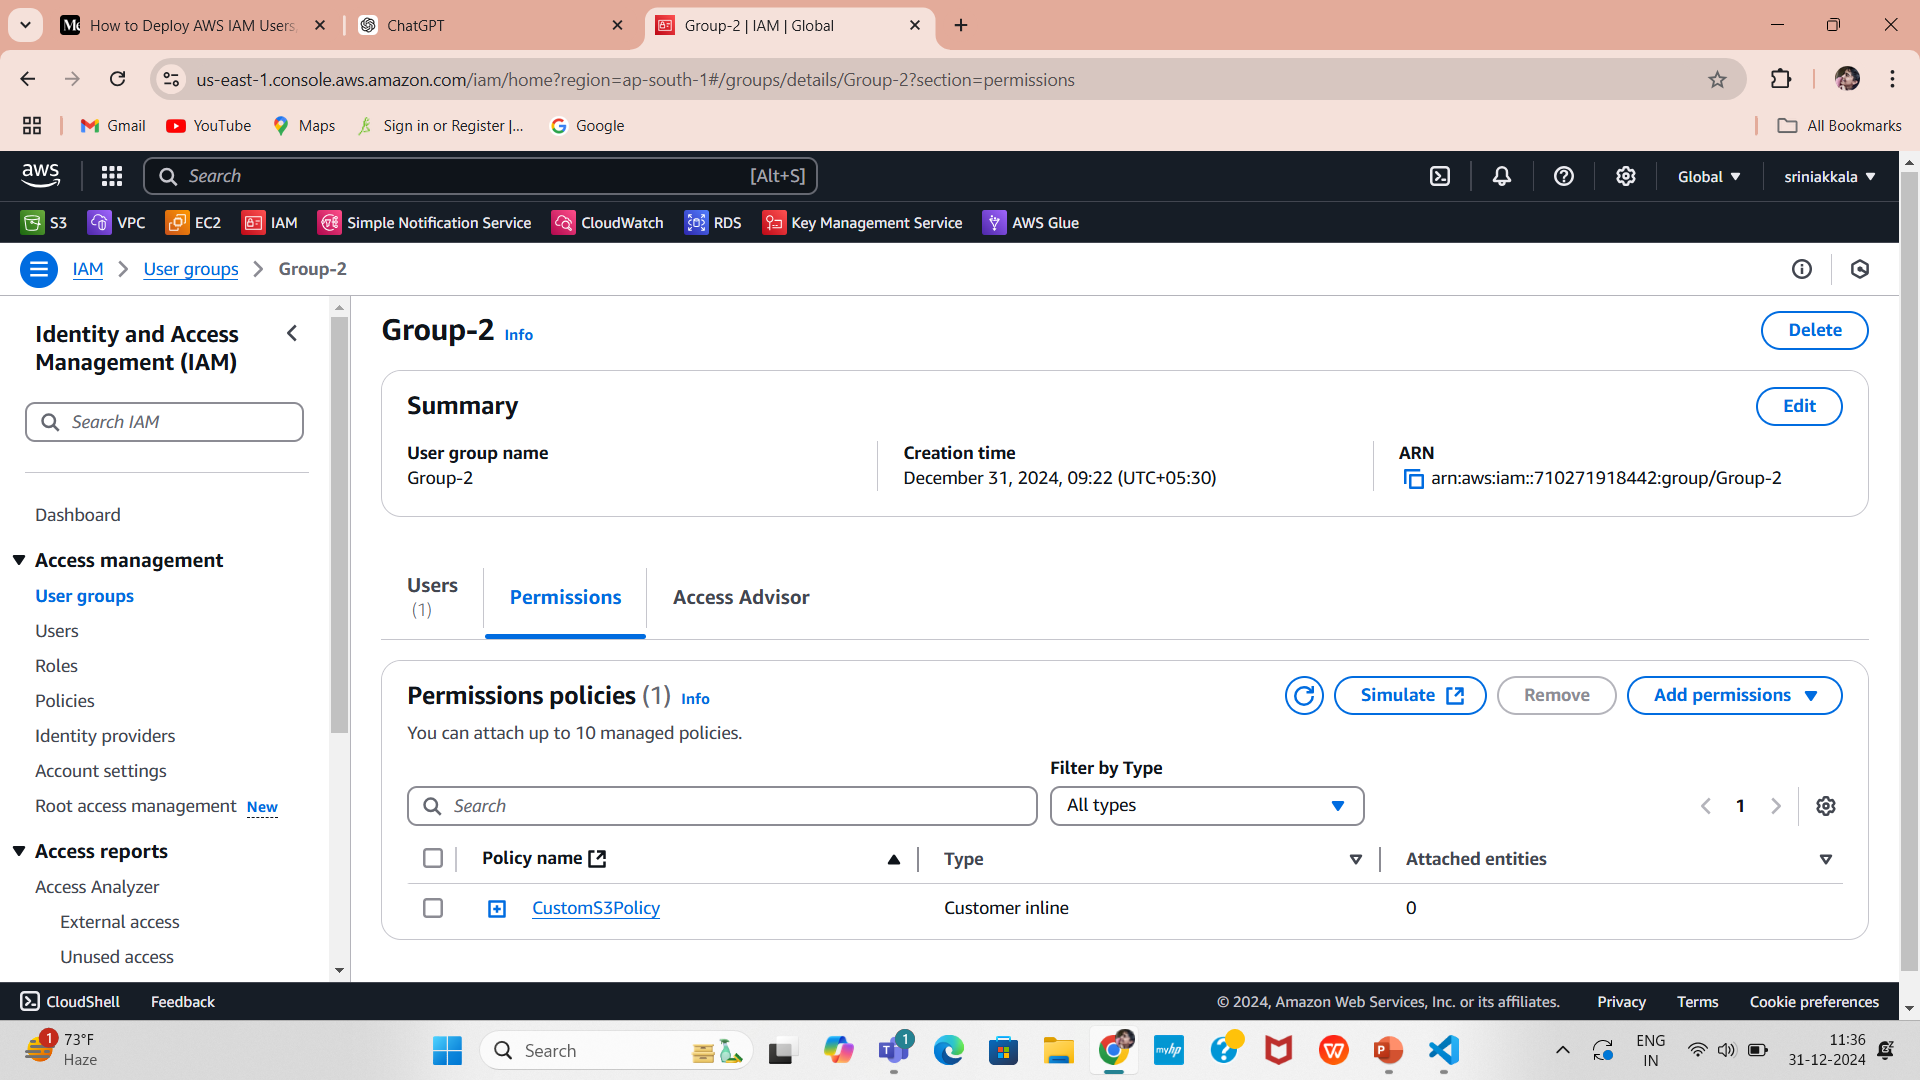 How to Deploy AWS IAM Users,
ChatGPT
Group-2 | IAM | Global
us-east-1.console.aws.amazon.com/iam/home?region=ap-south-1#/groups/details/Group-2?section=permissions
Gmail
YouTube
Maps
Sign in or Register |...
Google
All Bookmarks
aws
Search
[Alt+S]
Global
sriniakkala
S3
VPC
EC2
IAM
Simple Notification Service
CloudWatch
RDS
Key Management Service
AWS Glue
IAM
User groups
Group-2
Identity and Access
Management (IAM)
Search IAM
Dashboard
Access management
User groups
Users
Roles
Policies
Identity providers
Account settings
Root access management New
Access reports
Access Analyzer
External access
Unused access
Group-2 Info
Delete
Summary
Edit
User group name
Group-2
Creation time
December 31, 2024, 09:22 (UTC+05:30)
ARN
arn:aws:iam::710271918442:group/Group-2
Users
(1)
Permissions
Access Advisor
Permissions policies (1) Info
Simulate
Remove
Add permissions
You can attach up to 10 managed policies.
Filter by Type
Search
All types
1
Policy name
Type
Attached entities
CustomS3Policy
Customer inline
0
CloudShell
Feedback
© 2024, Amazon Web Services, Inc. or its affiliates.
Privacy
Terms
Cookie preferences
1
73°F
Haze
Search
1
myhp
ENG
IN
11:36
31-12-2024